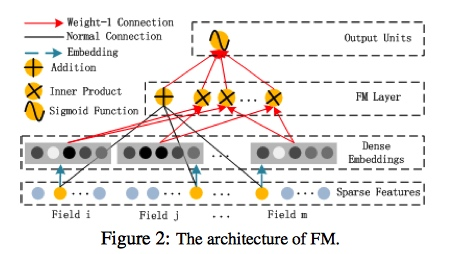 Weight-1 Connection
Normal Connection
Embedding
Addition
Inner Product
Sigmoid Function
Output Units
FM Layer
...
Dense
Embeddings
...
Sparse Features
... ... ...
Field i Field j ... Field m
Figure 2: The architecture of FM.